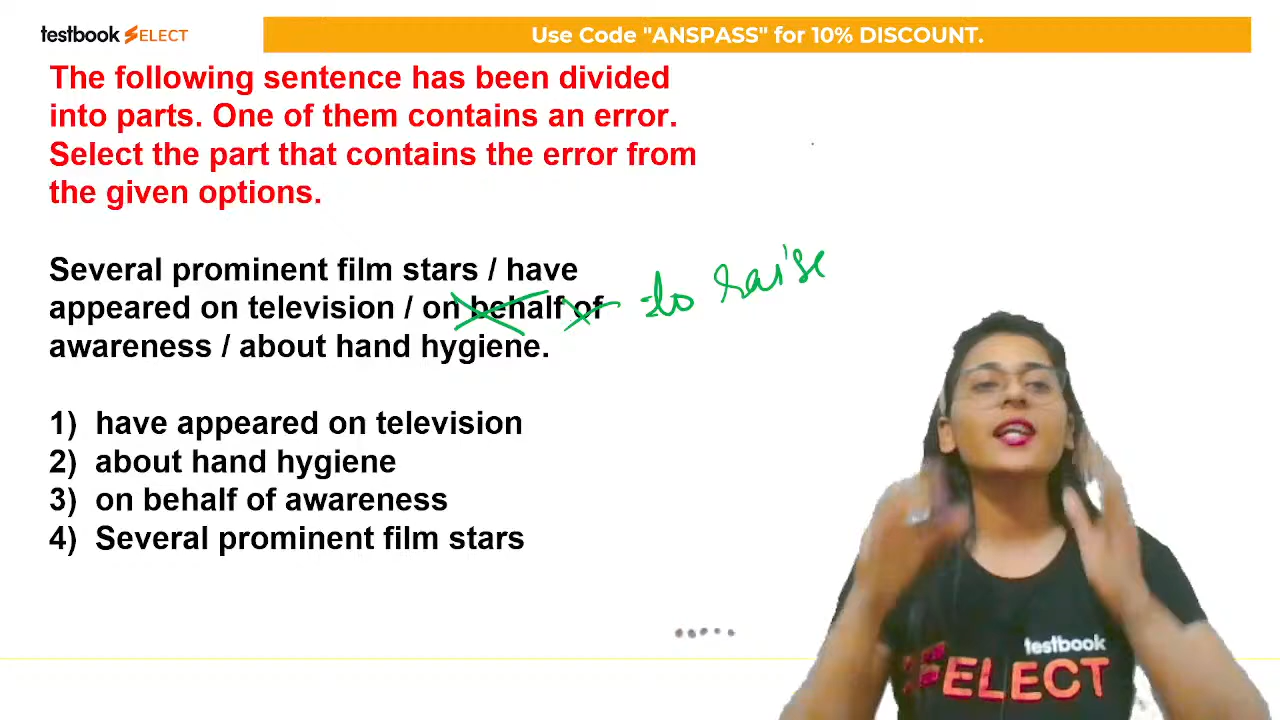 testbook SELECT
Use Code "ANSPASS" for 10% DISCOUNT.
The following sentence has been divided
into parts. One of them contains an error.
Select the part that contains the error from
the given options.
Several prominent film stars / have
appeared on television / on behalf of
to raise
awareness / about hand hygiene.
1) have appeared on television
2) about hand hygiene
3) on behalf of awareness
4) Several prominent film stars
testbook
SELECT